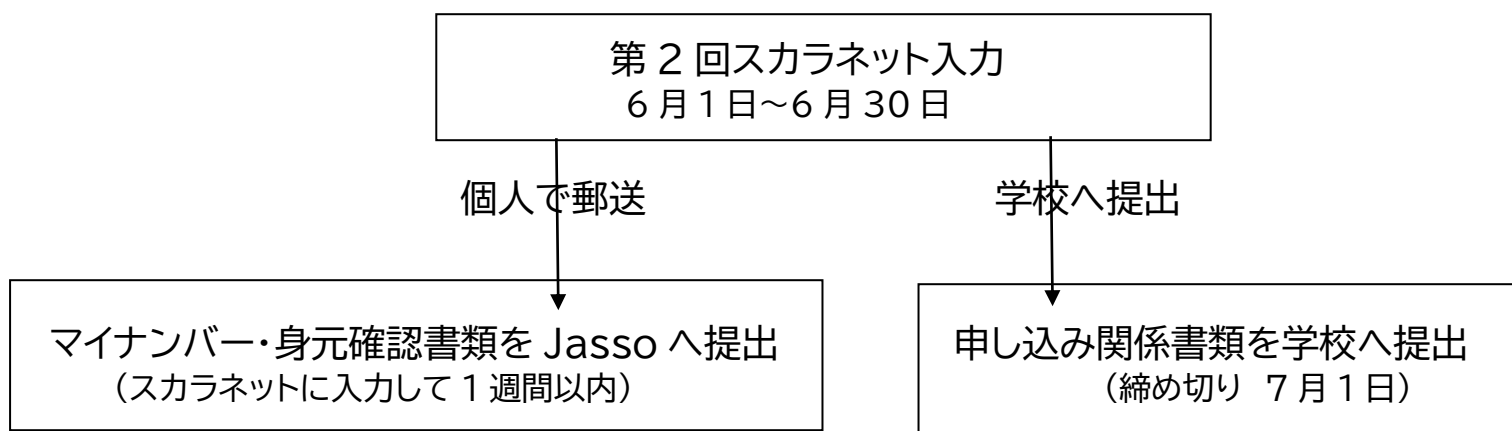 第2回スカラネット入力
6月1日～6月30日
個人で郵送
学校へ提出
マイナンバー・身元確認書類を Jasso へ提出
（スカラネットに入力して1週間以内）
申し込み関係書類を学校へ提出
（締め切り 7月1日）